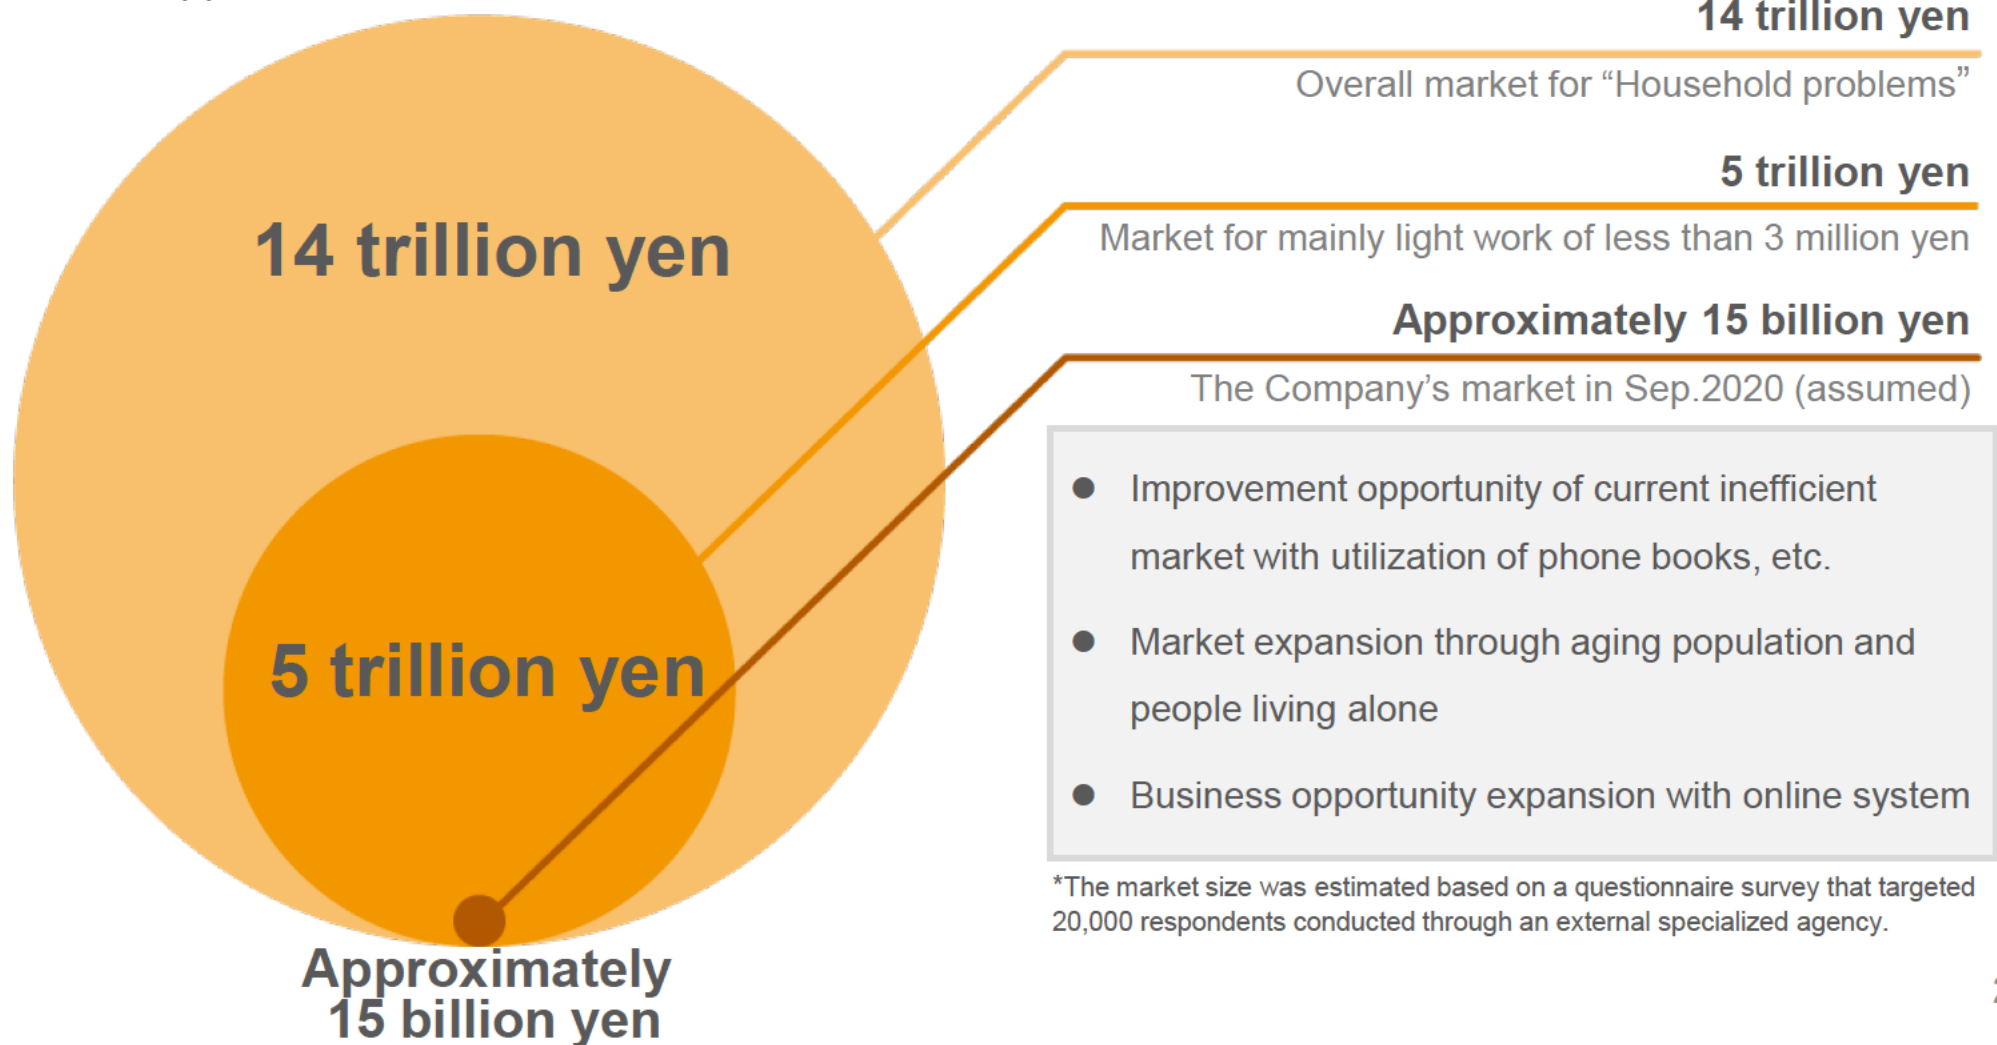 14 trillion yen
Overall market for “Household problems”
5 trillion yen
Market for mainly light work of less than 3 million yen
Approximately 15 billion yen
The Company’s market in Sep.2020 (assumed)
14 trillion yen
5 trillion yen
Approximately
15 billion yen
● Improvement opportunity of current inefficient
market with utilization of phone books, etc.
● Market expansion through aging population and
people living alone
● Business opportunity expansion with online system
*The market size was estimated based on a questionnaire survey that targeted
20,000 respondents conducted through an external specialized agency.